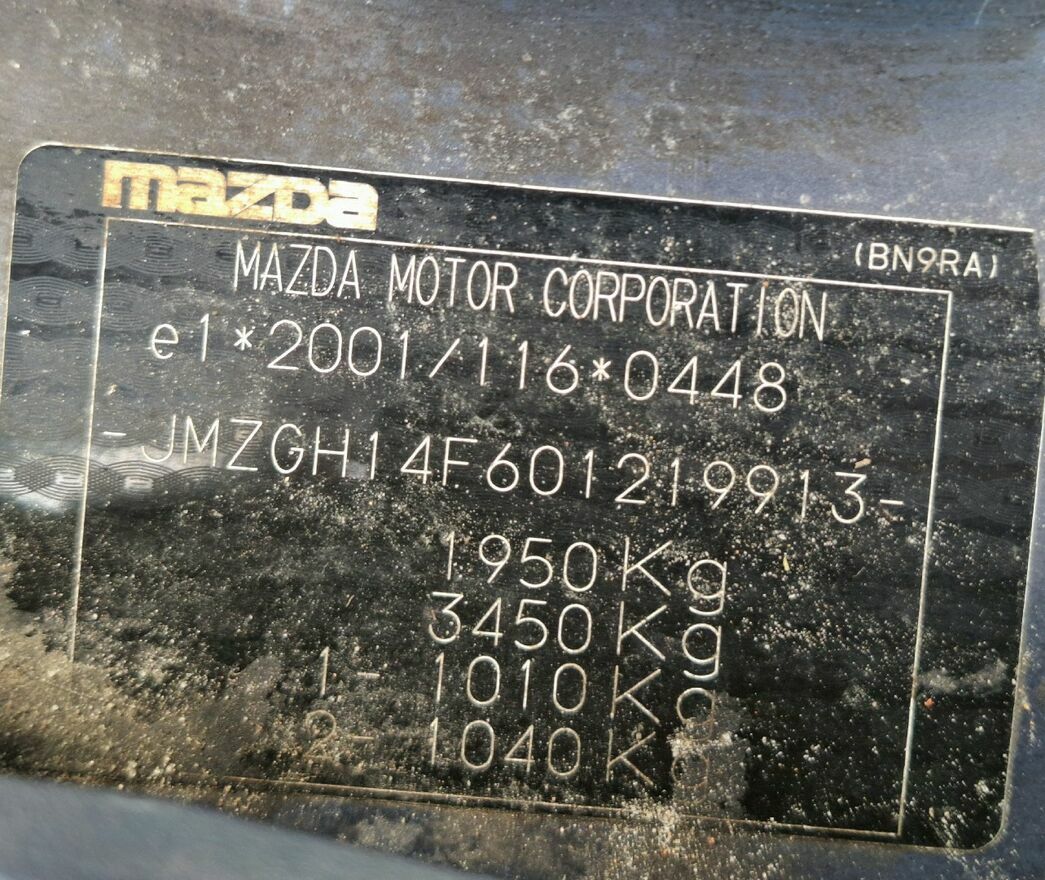 mazda
(BN9RA)
MAZDA MOTOR CORPORATION
e1*2001/116*0448
-JMZGH14F601219913-
1950Kg
3450Kg
1- 1010Kg
2- 1040Kg